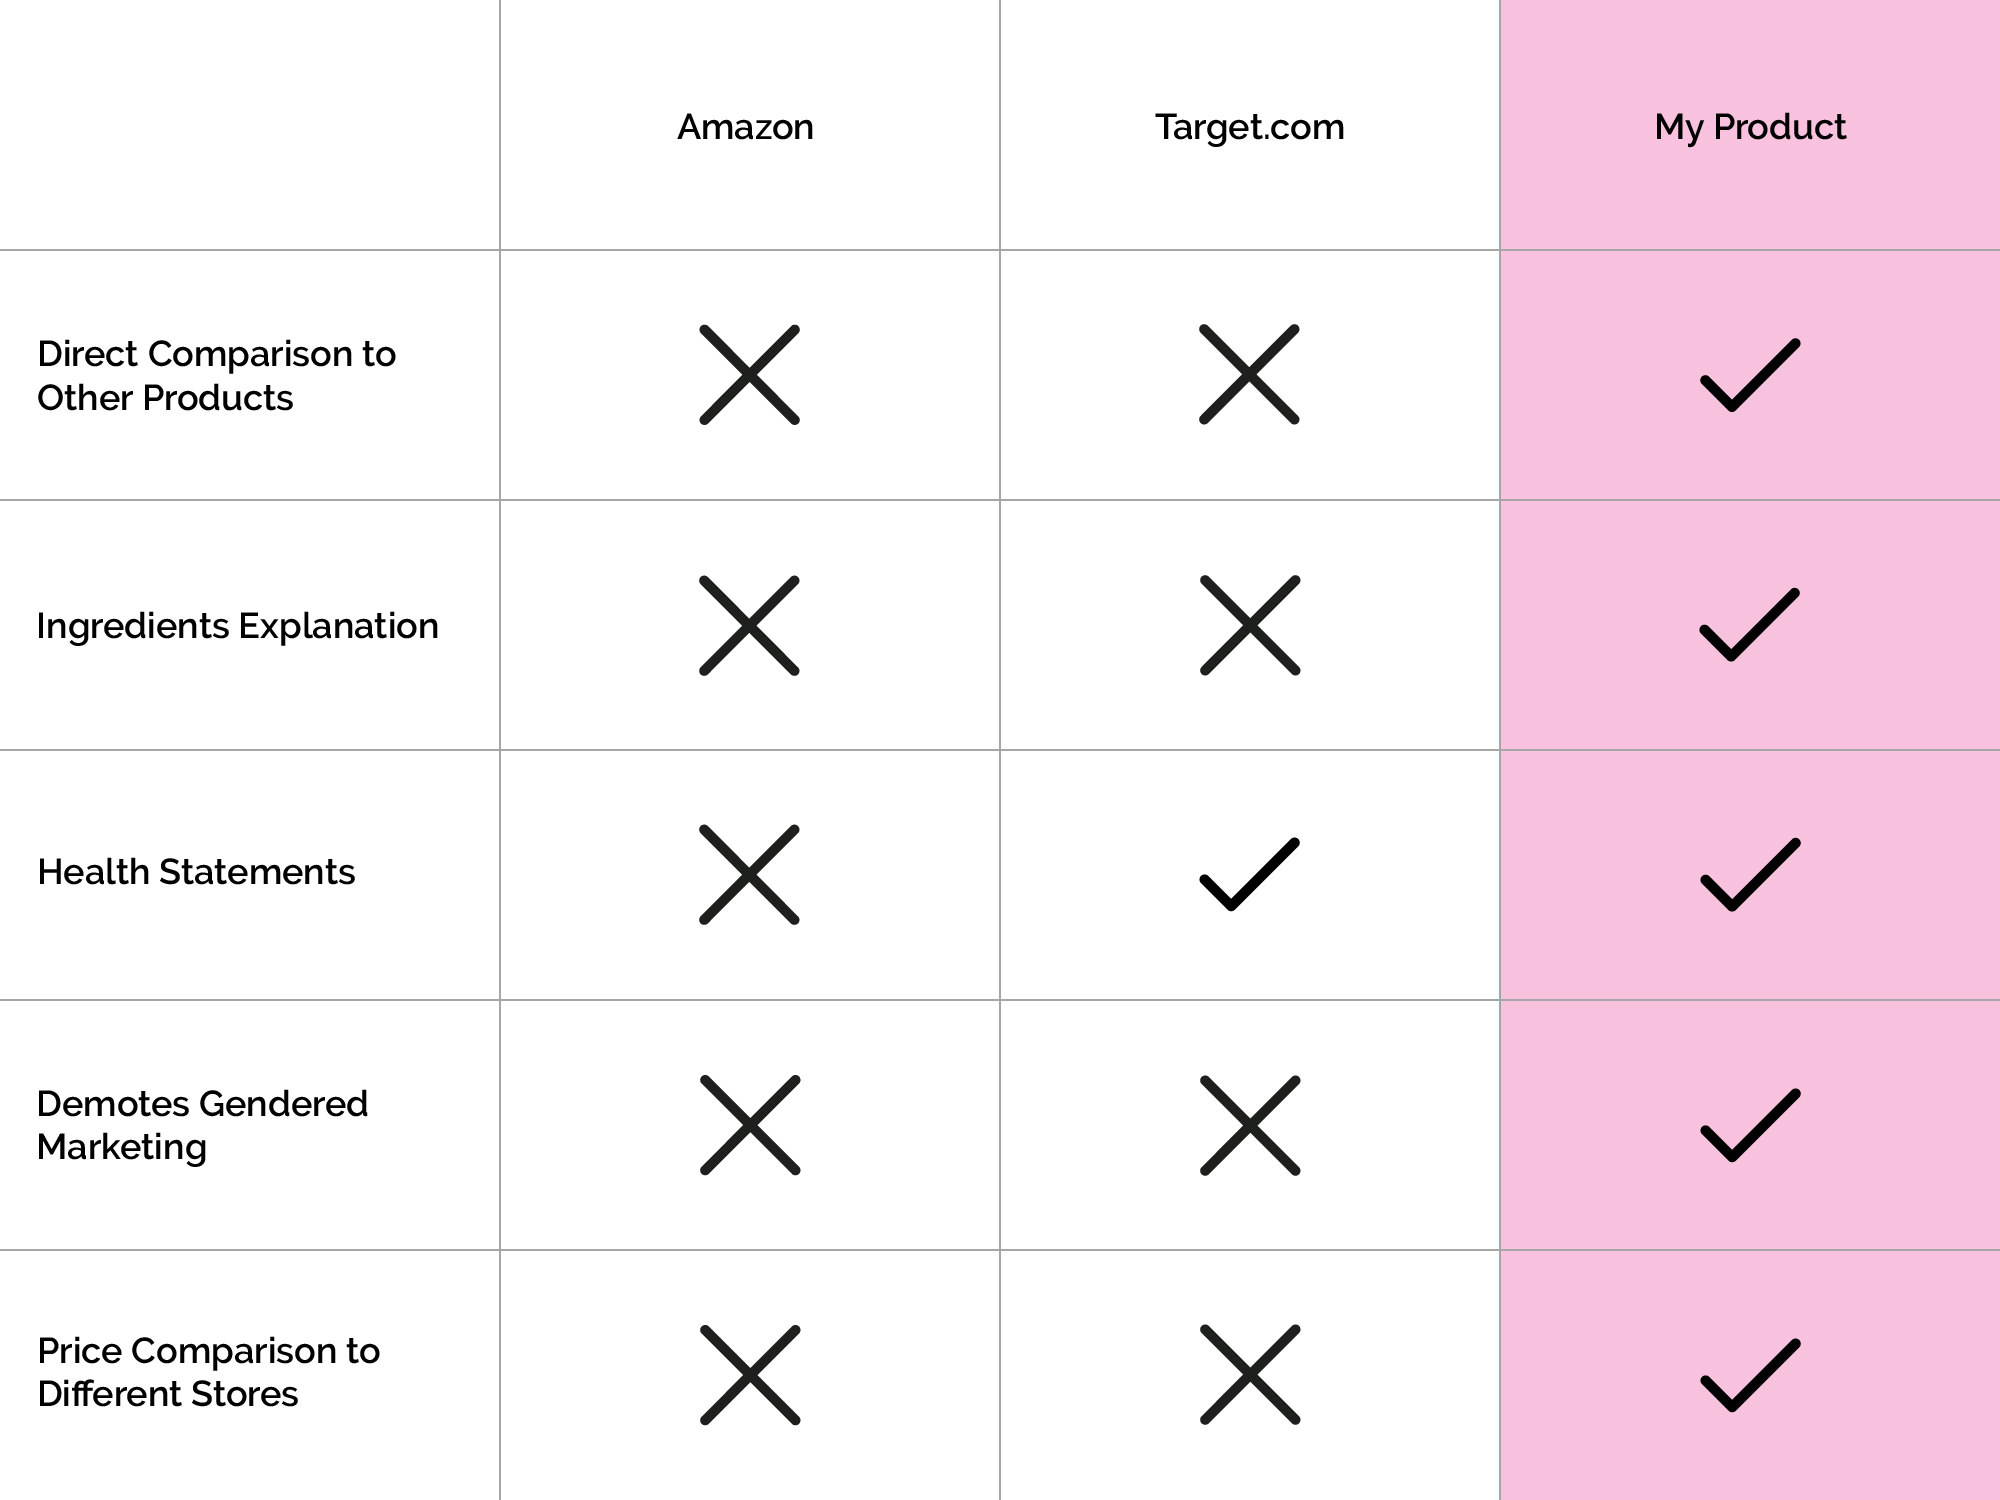 Amazon
Target.com
My Product
Direct Comparison to
Other Products
Ingredients Explanation
Health Statements
Demotes Gendered
Marketing
Price Comparison to
Different Stores